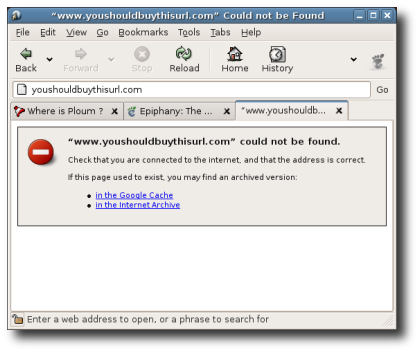 “www.youshouldbuythisurl.com” Could not be Found
File Edit View Go Bookmarks Tools Tabs Help
Back Forward Stop Reload Home History
youshouldbuythisurl.com Go
Where is Ploum ? Epiphany: The ... “www.youshouldb...
“www.youshouldbuythisurl.com” could not be found.
Check that you are connected to the internet, and that the address is correct.
If this page used to exist, you may find an archived version:
• in the Google Cache
• in the Internet Archive
Enter a web address to open, or a phrase to search for